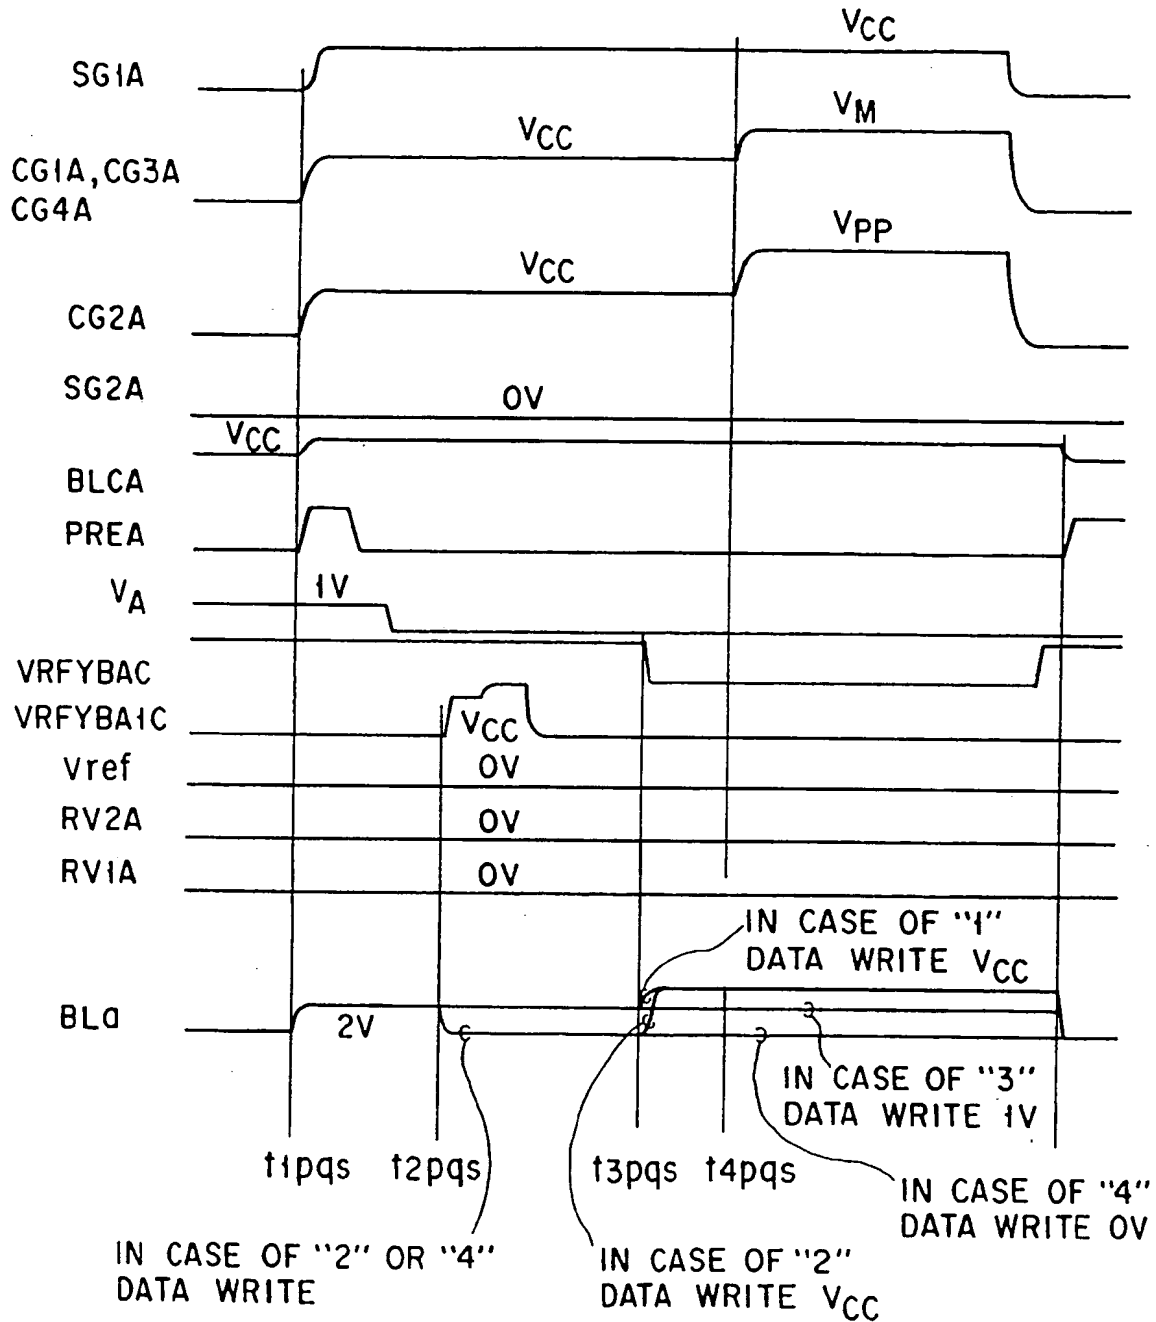 VCC
SG1A
VM
VCC
CG1A, CG3A
CG4A
VPP
VCC
CG2A
SG2A
0V
VCC
BLCA
PREA
VA
1V
VRFYBAC
VRFYBA1C
VCC
Vref
0V
RV2A
0V
RV1A
0V
IN CASE OF "1"
DATA WRITE VCC
BLa
2V
IN CASE OF "3"
DATA WRITE 1V
t1pqs
t2pqs
t3pqs
t4pqs
IN CASE OF "4"
DATA WRITE 0V
IN CASE OF "2" OR "4"
DATA WRITE
IN CASE OF "2"
DATA WRITE VCC